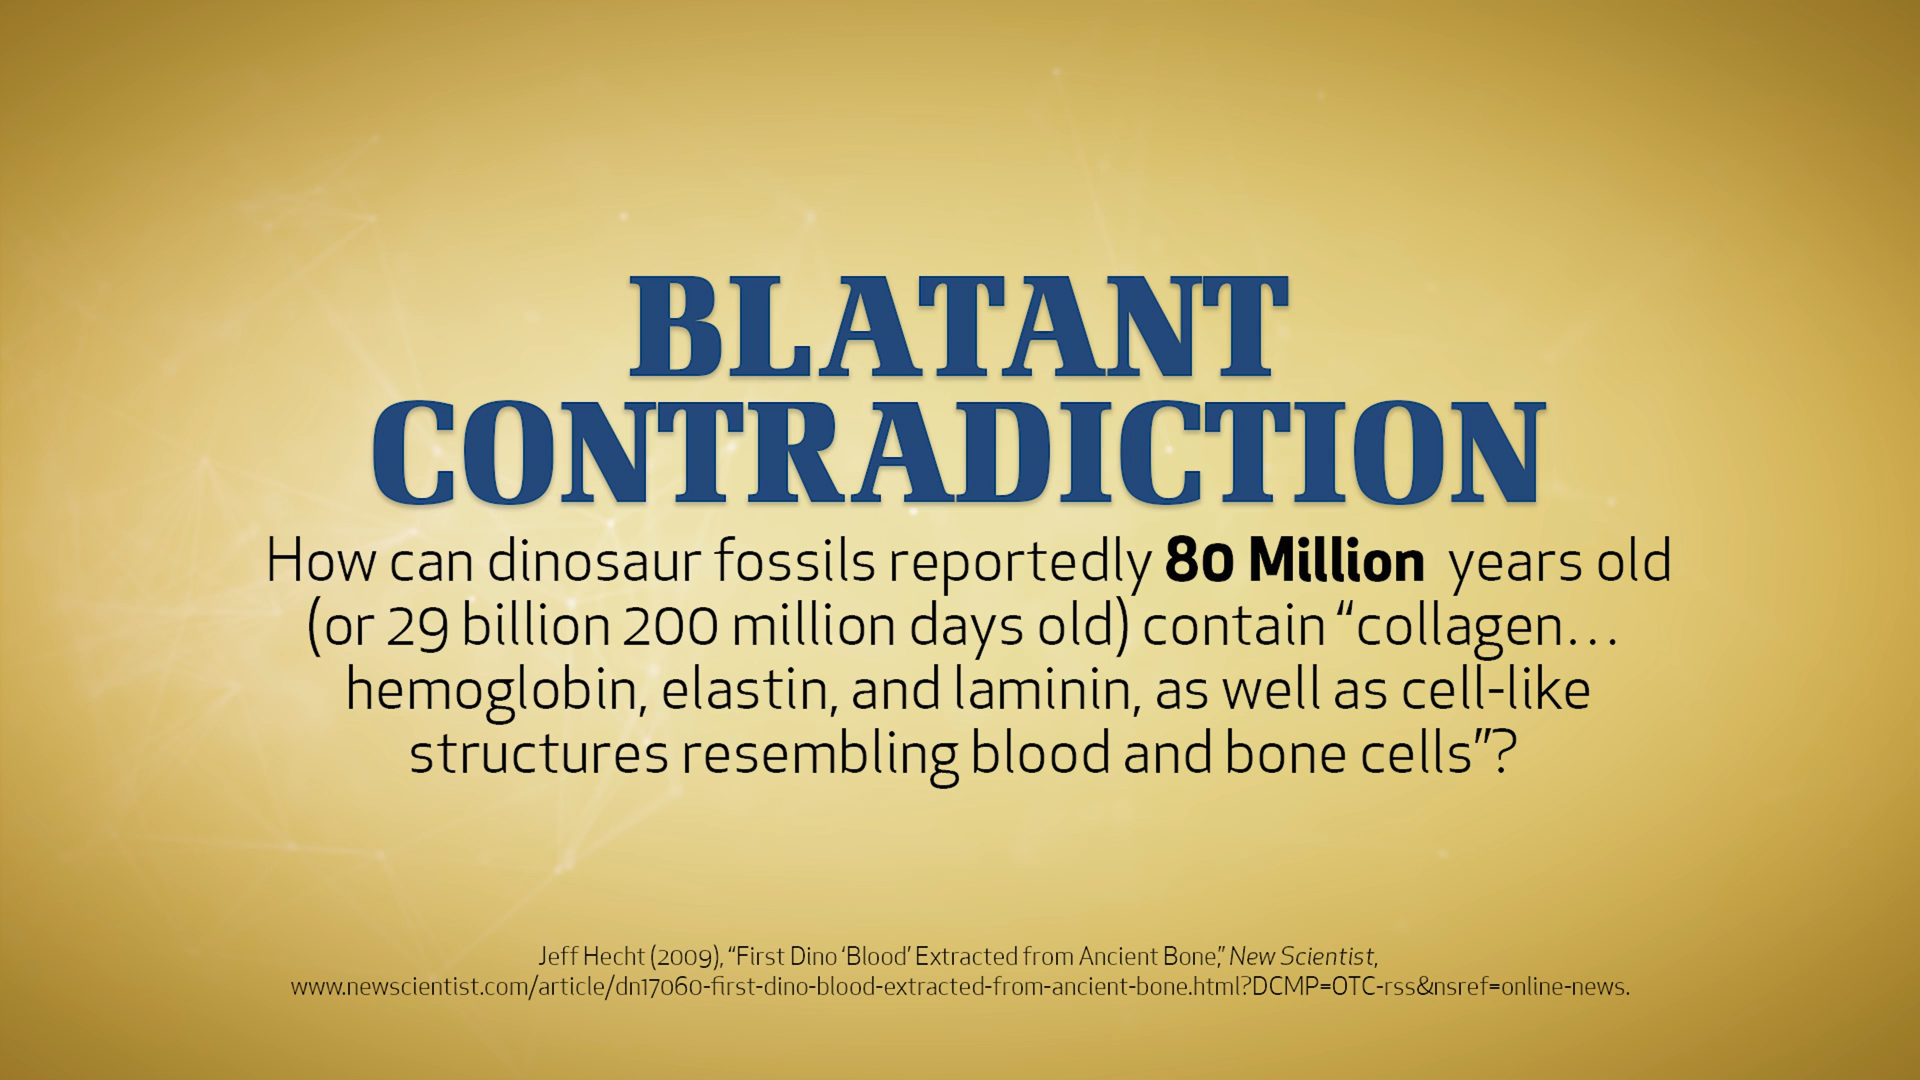 BLATANT
CONTRADICTION
How can dinosaur fossils reportedly 80 Million years old
(or 29 billion 200 million days old) contain “collagen...
hemoglobin, elastin, and laminin, as well as cell-like
structures resembling blood and bone cells”?
Jeff Hecht (2009), “First Dino ‘Blood’ Extracted from Ancient Bone,” New Scientist,
www.newscientist.com/article/dn17060-first-dino-blood-extracted-from-ancient-bone.html?DCMP=OTC-rss&nsref=online-news.